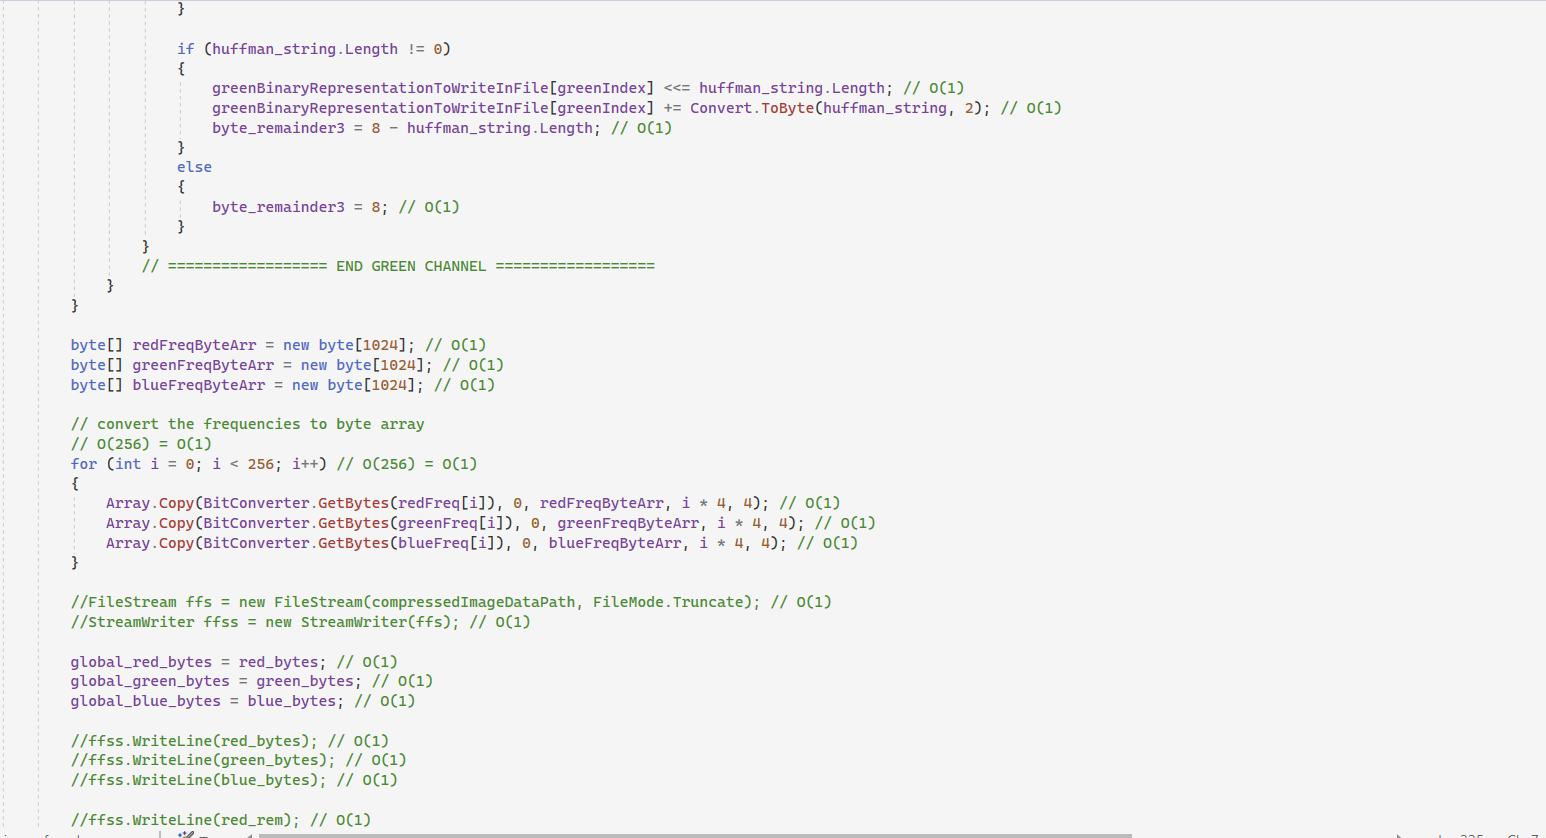 }
if (huffman_string.Length != 0)
{
greenBinaryRepresentationToWriteInFile[greenIndex] <<= huffman_string.Length; // O(1)
greenBinaryRepresentationToWriteInFile[greenIndex] += Convert.ToByte(huffman_string, 2); // O(1)
byte_remainder3 = 8 - huffman_string.Length; // O(1)
}
else
{
byte_remainder3 = 8; // O(1)
}
}
// ================== END GREEN CHANNEL ==================
}
}
byte[] redFreqByteArr = new byte[1024]; // O(1)
byte[] greenFreqByteArr = new byte[1024]; // O(1)
byte[] blueFreqByteArr = new byte[1024]; // O(1)
// convert the frequencies to byte array
// O(256) = O(1)
for (int i = 0; i < 256; i++) // O(256) = O(1)
{
Array.Copy(BitConverter.GetBytes(redFreq[i]), 0, redFreqByteArr, i * 4, 4); // O(1)
Array.Copy(BitConverter.GetBytes(greenFreq[i]), 0, greenFreqByteArr, i * 4, 4); // O(1)
Array.Copy(BitConverter.GetBytes(blueFreq[i]), 0, blueFreqByteArr, i * 4, 4); // O(1)
}
//FileStream ffs = new FileStream(compressedImageDataPath, FileMode.Truncate); // O(1)
//StreamWriter ffss = new StreamWriter(ffs); // O(1)
global_red_bytes = red_bytes; // O(1)
global_green_bytes = green_bytes; // O(1)
global_blue_bytes = blue_bytes; // O(1)
//ffss.WriteLine(red_bytes); // O(1)
//ffss.WriteLine(green_bytes); // O(1)
//ffss.WriteLine(blue_bytes); // O(1)
//ffss.WriteLine(red_rem); // O(1)